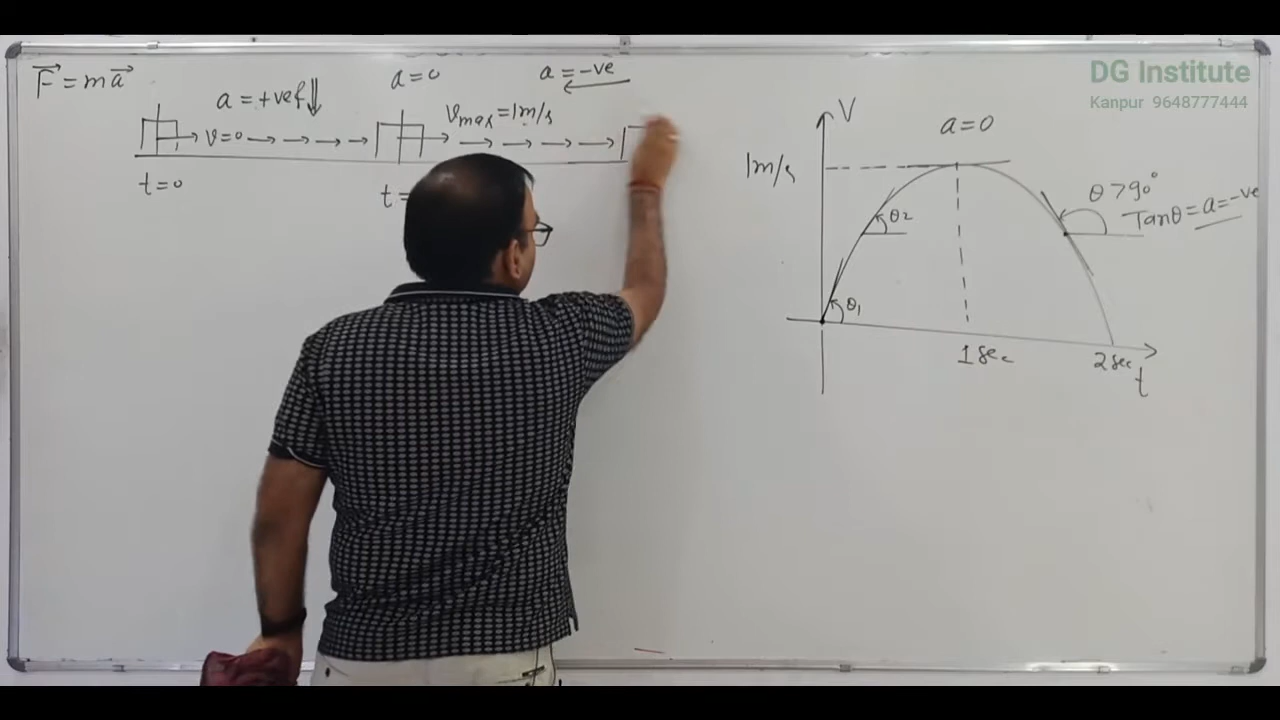 F⃗ = ma⃗
a = +ve
a = 0
a = -ve
V = 0
Vmax = 1m/s
t = 0
t =
V
a = 0
1m/s
θ1
θ2
θ > 90°
Tanθ = a = -ve
1 sec
2 sec
t
DG Institute
Kanpur 9648777444